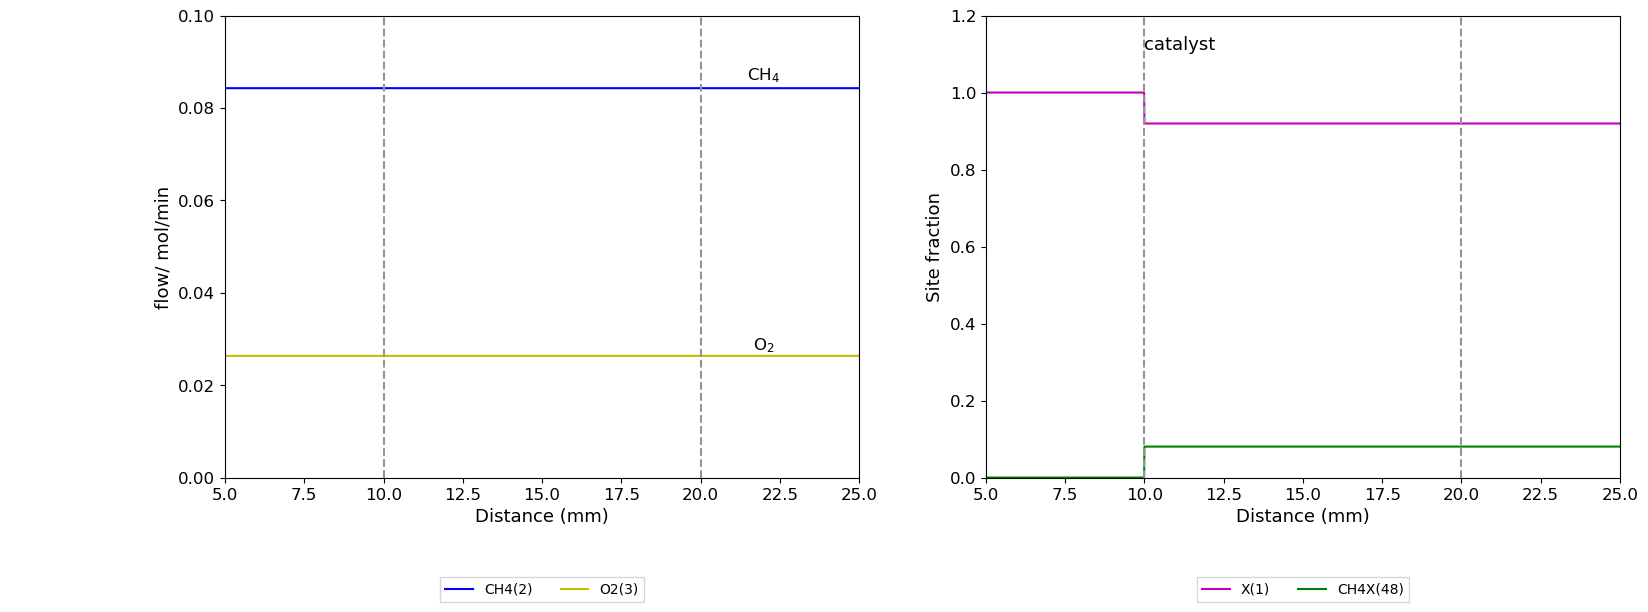 0.10
0.08
0.06
0.04
0.02
0.00
flow/ mol/min
CH₄
O₂
5.0 7.5 10.0 12.5 15.0 17.5 20.0 22.5 25.0
Distance (mm)
CH4(2) O2(3)
1.2
1.0
0.8
0.6
0.4
0.2
0.0
Site fraction
catalyst
5.0 7.5 10.0 12.5 15.0 17.5 20.0 22.5 25.0
Distance (mm)
X(1) CH4X(48)